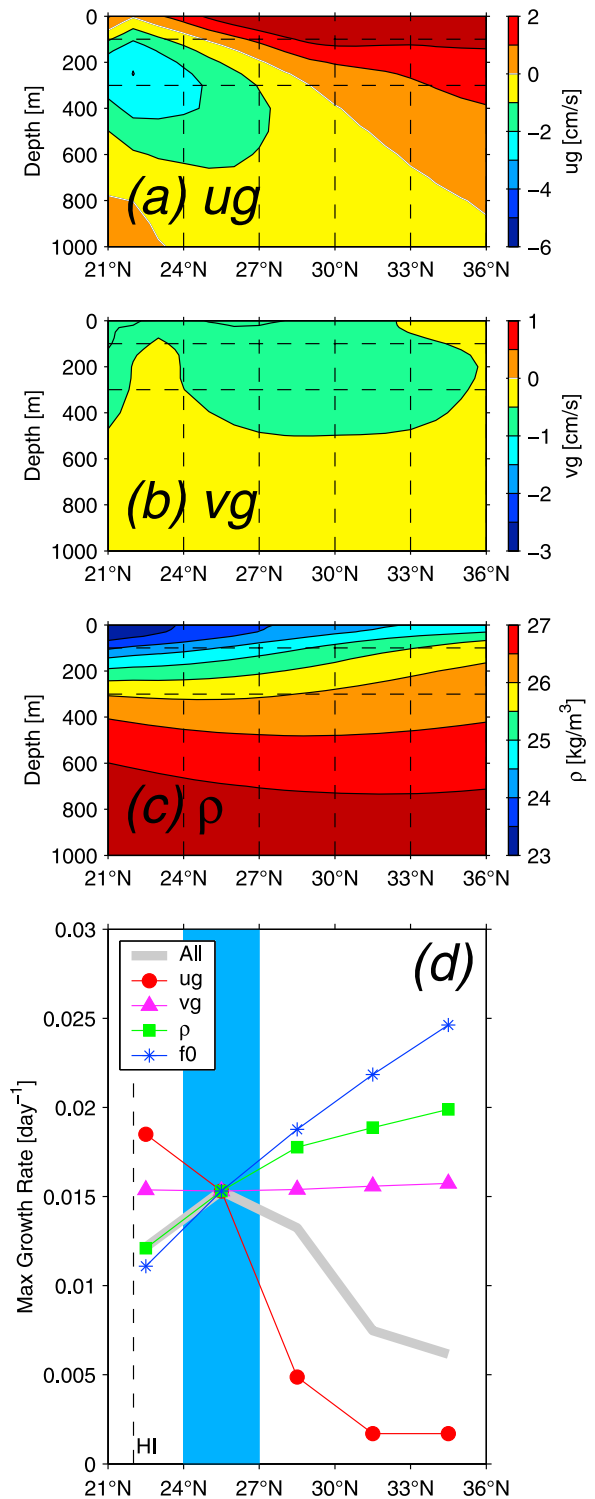 0
200
400
600
800
1000
Depth [m]
(a) ug
21°N 24°N 27°N 30°N 33°N 36°N
2
0
−2
−4
−6
ug [cm/s]
0
200
400
600
800
1000
Depth [m]
(b) vg
21°N 24°N 27°N 30°N 33°N 36°N
1
0
−1
−2
−3
vg [cm/s]
0
200
400
600
800
1000
Depth [m]
(c) ρ
21°N 24°N 27°N 30°N 33°N 36°N
27
26
25
24
23
ρ [kg/m³]
0.03
0.025
0.02
0.015
0.01
0.005
0
Max Growth Rate [day⁻¹]
All
ug
vg
ρ
f0
(d)
HI
21°N 24°N 27°N 30°N 33°N 36°N